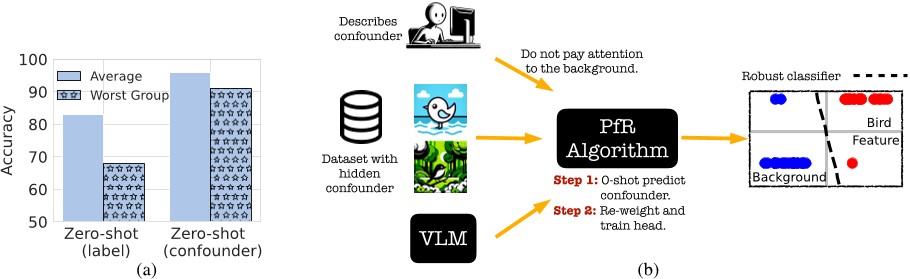 100
90
80
70
60
50
Accuracy
Average
Worst Group
Zero-shot
(label)
Zero-shot
(confounder)
(a)
Describes
confounder
Do not pay attention
to the background.
Dataset with
hidden
confounder
VLM
PfR
Algorithm
Step 1: 0-shot predict
confounder.
Step 2: Re-weight and
train head.
Robust classifier
Bird
Feature
Background
(b)